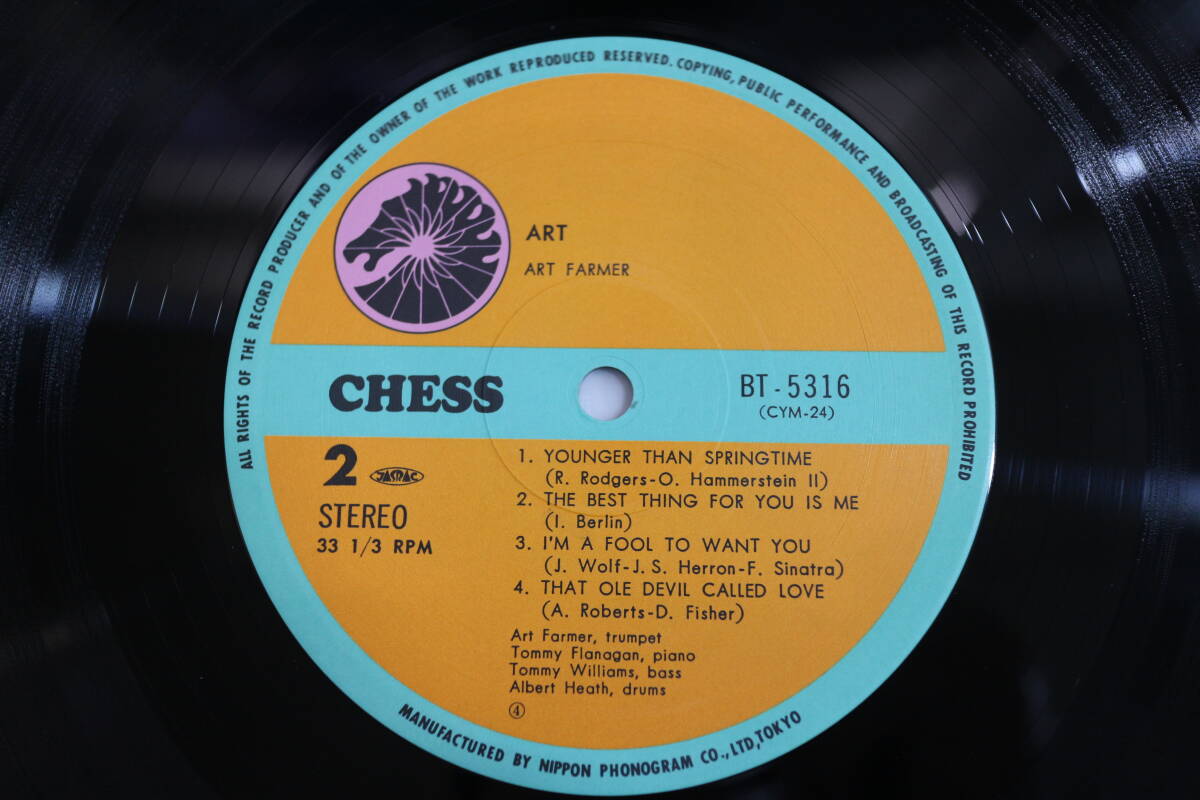 ALL RIGHTS OF THE RECORD PRODUCER AND OF THE OWNER OF THE WORK REPRODUCED RESERVED. COPYING, PUBLIC PERFORMANCE AND BROADCASTING OF THIS RECORD PROHIBITED
ART
ART FARMER
CHESS
BT-5316
(CYM-24)
2 JASRAC
STEREO
33 1/3 RPM
1. YOUNGER THAN SPRINGTIME
(R. Rodgers-O. Hammerstein II)
2. THE BEST THING FOR YOU IS ME
(I. Berlin)
3. I'M A FOOL TO WANT YOU
(J. Wolf-J. S. Herron-F. Sinatra)
4. THAT OLE DEVIL CALLED LOVE
(A. Roberts-D. Fisher)
Art Farmer, trumpet
Tommy Flanagan, piano
Tommy Williams, bass
Albert Heath, drums
④
MANUFACTURED BY NIPPON PHONOGRAM CO., LTD, TOKYO